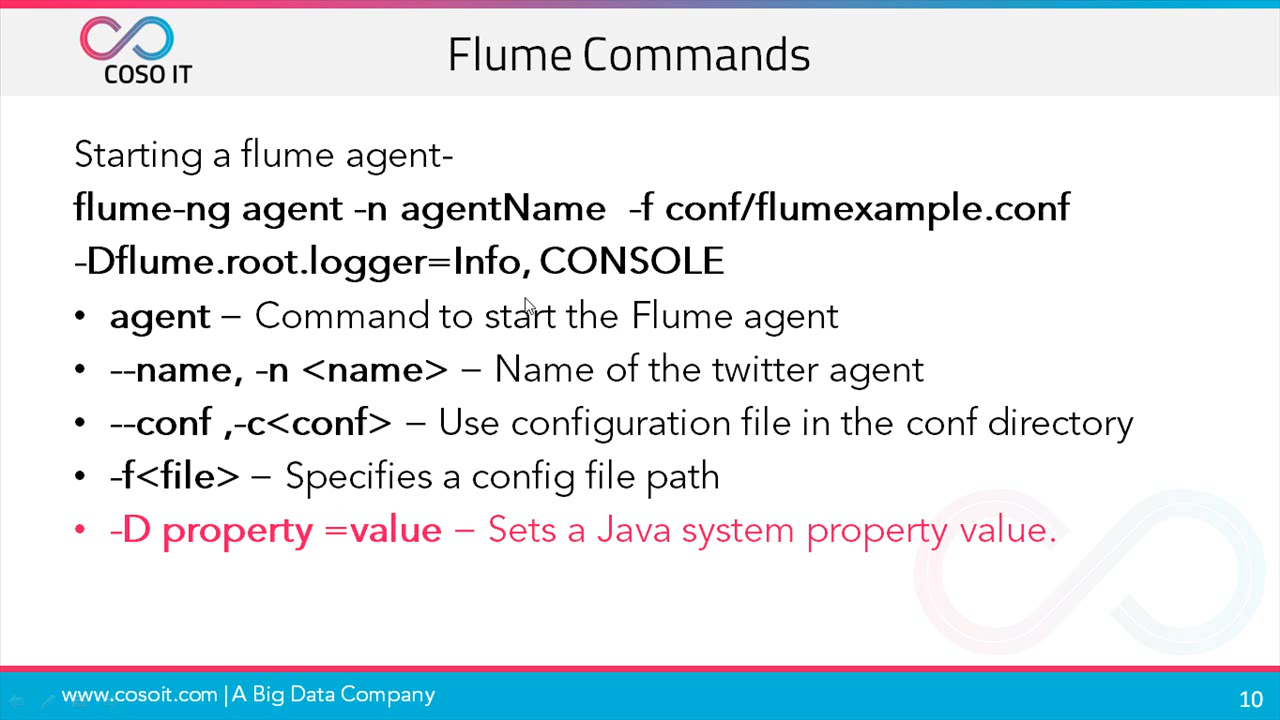 COSO IT
Flume Commands
Starting a flume agent-
flume-ng agent -n agentName -f conf/flumexample.conf
-Dflume.root.logger=Info, CONSOLE
• agent – Command to start the Flume agent
• --name, -n <name> – Name of the twitter agent
• --conf ,-c<conf> – Use configuration file in the conf directory
• -f<file> – Specifies a config file path
• -D property =value – Sets a Java system property value.
www.cosoit.com | A Big Data Company
10